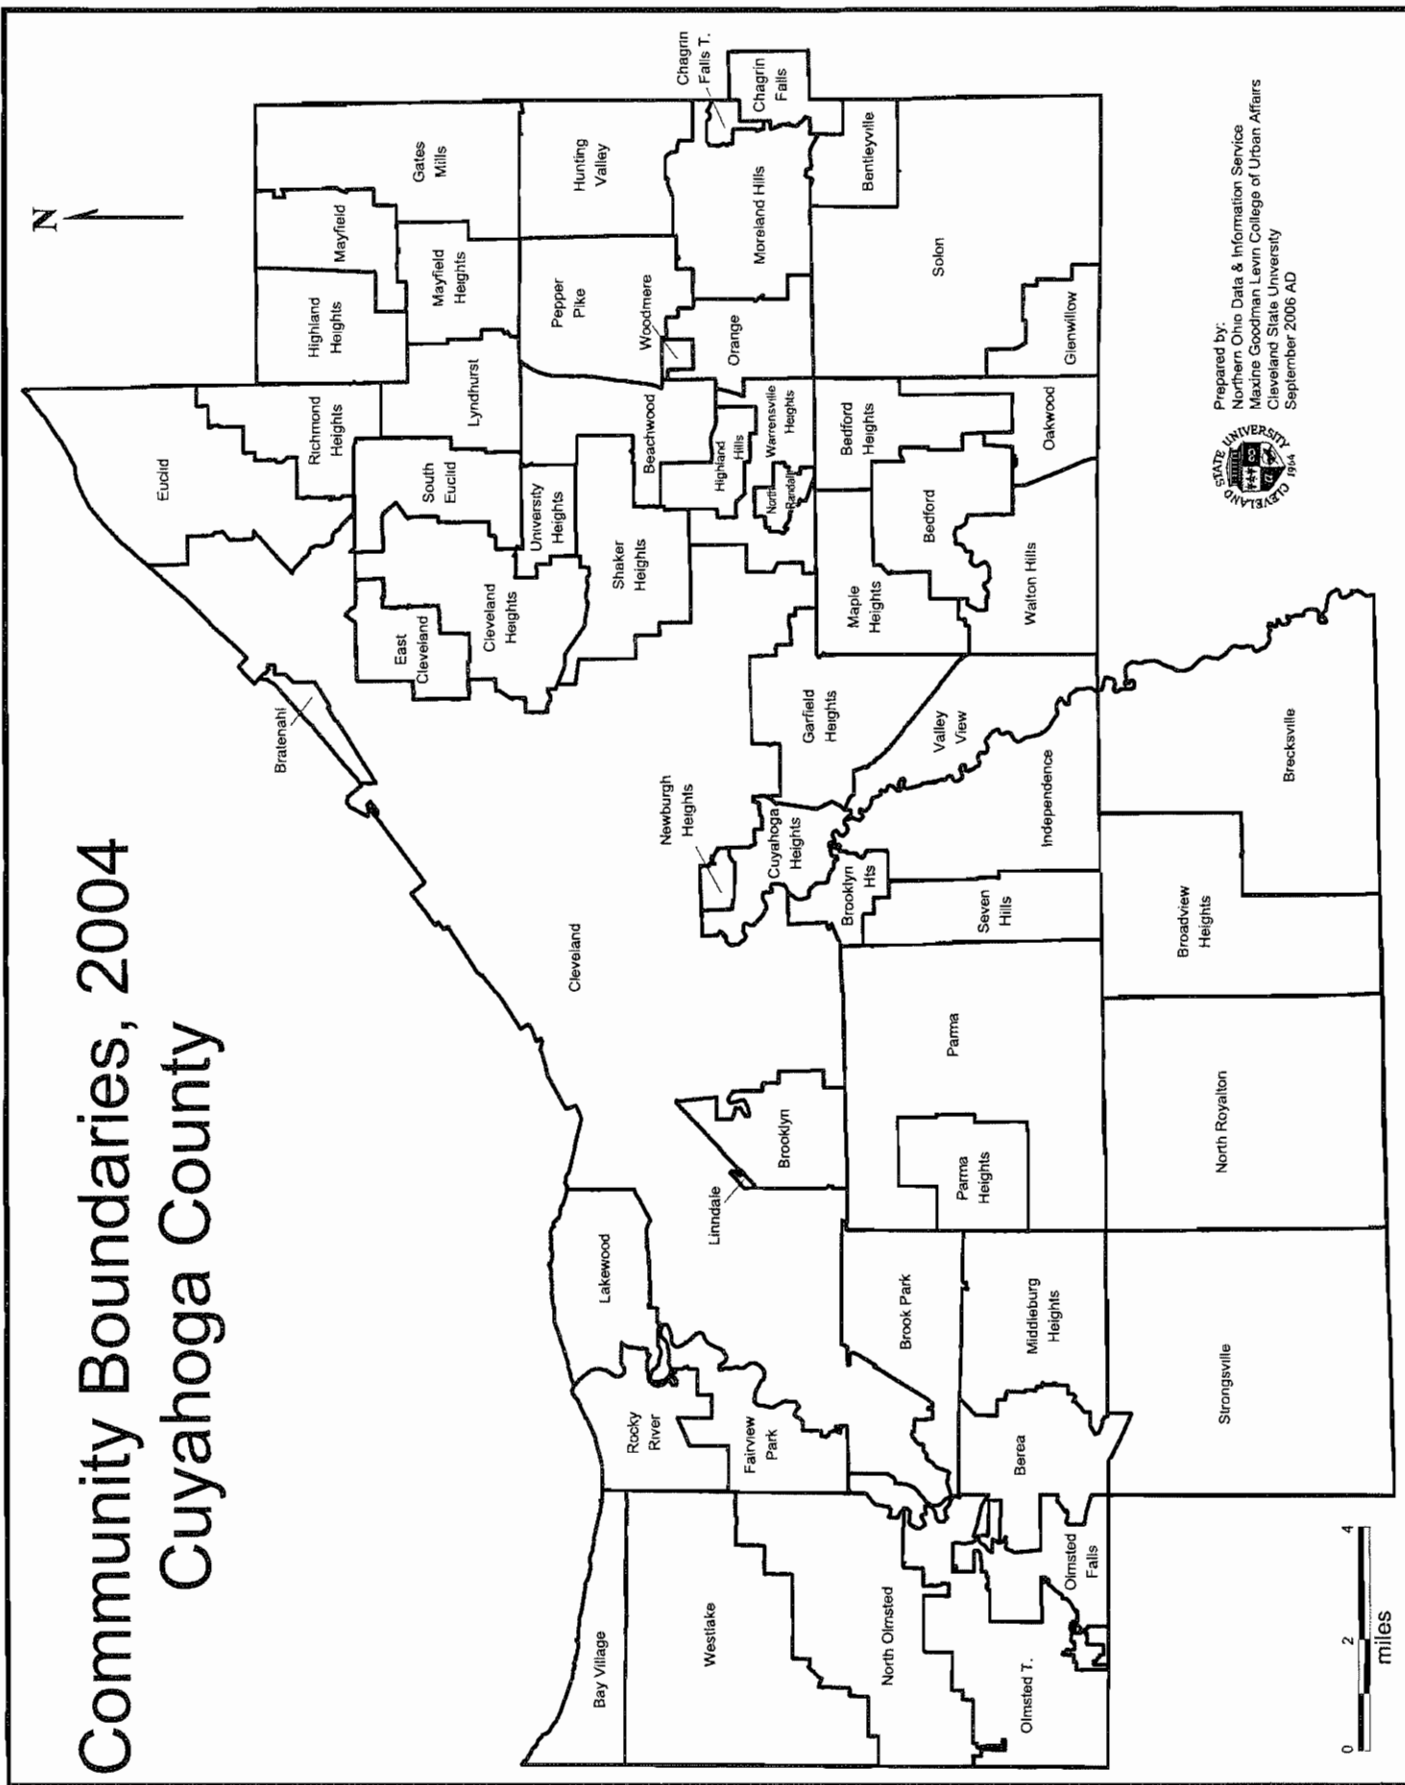 Community Boundaries, 2004
Cuyahoga County
N
Euclid
Bratenahl
Richmond
Heights
Highland
Heights
Mayfield
Gates
Mills
Mayfield
Heights
Lyndhurst
South
Euclid
East
Cleveland
Cleveland
Heights
University
Heights
Shaker
Heights
Beachwood
Pepper
Pike
Hunting
Valley
Woodmere
Orange
Moreland Hills
Chagrin
Falls T.
Chagrin
Falls
Highland
Hills
Warrensville
Heights
North
Randall
Bentleyville
Solon
Glenwillow
Bedford
Heights
Bedford
Oakwood
Maple
Heights
Walton Hills
Garfield
Heights
Valley
View
Newburgh
Heights
Cuyahoga
Heights
Brooklyn
Hts
Independence
Seven
Hills
Brecksville
Broadview
Heights
Cleveland
Parma
Parma
Heights
Brooklyn
Linndale
North Royalton
Lakewood
Rocky
River
Fairview
Park
Brook Park
Middleburg
Heights
Berea
Strongsville
Bay Village
Westlake
North Olmsted
Olmsted T.
Olmsted
Falls
0 2 4
miles
CLEVELAND STATE UNIVERSITY
1964
Prepared by:
Northern Ohio Data & Information Service
Maxine Goodman Levin College of Urban Affairs
Cleveland State University
September 2006 AD